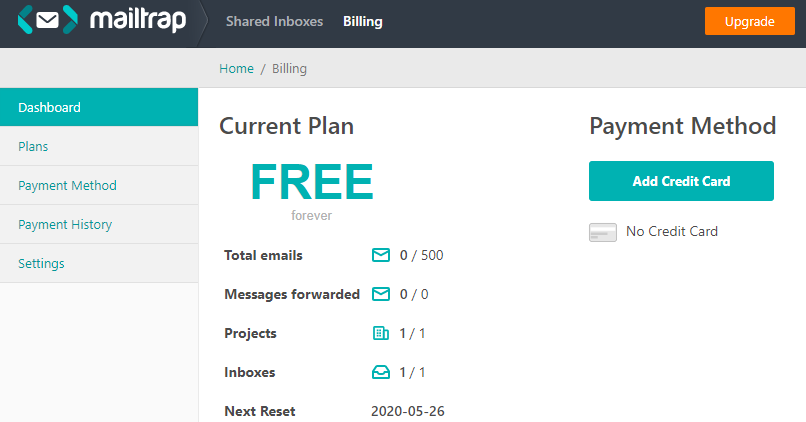 mailtrap Shared Inboxes Billing Upgrade
Home / Billing
Dashboard
Plans
Payment Method
Payment History
Settings
Current Plan
FREE
forever
Total emails 0 / 500
Messages forwarded 0 / 0
Projects 1 / 1
Inboxes 1 / 1
Next Reset 2020-05-26
Payment Method
Add Credit Card
No Credit Card